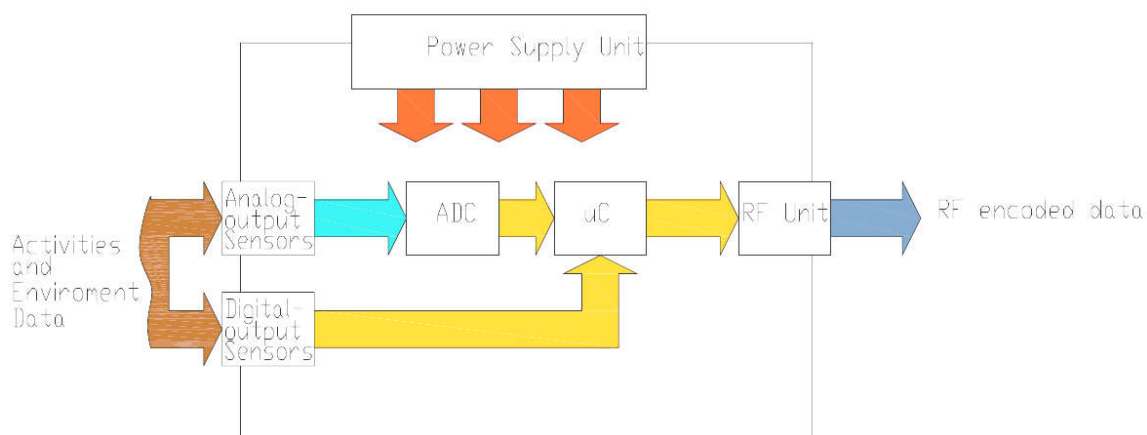 Power Supply Unit
Analog-
output
Sensors
ADC
uC
RF Unit
RF encoded data
Activities
and
Enviroment
Data
Digital-
output
Sensors